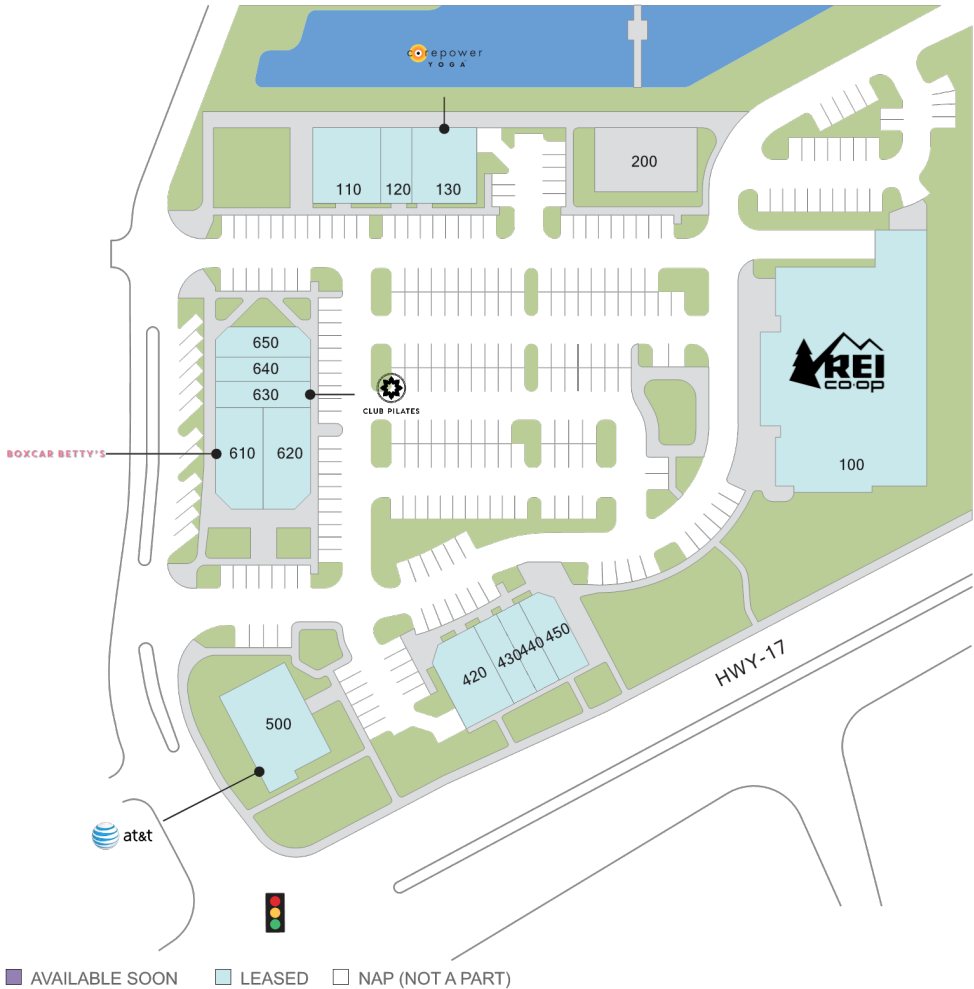 corepower
YOGA
200
110
120
130
650
640
630
CLUB PILATES
REI
co·op
BOXCAR BETTY'S
610
620
100
420
430
440
450
HWY-17
500
at&t
AVAILABLE SOON
LEASED
NAP (NOT A PART)